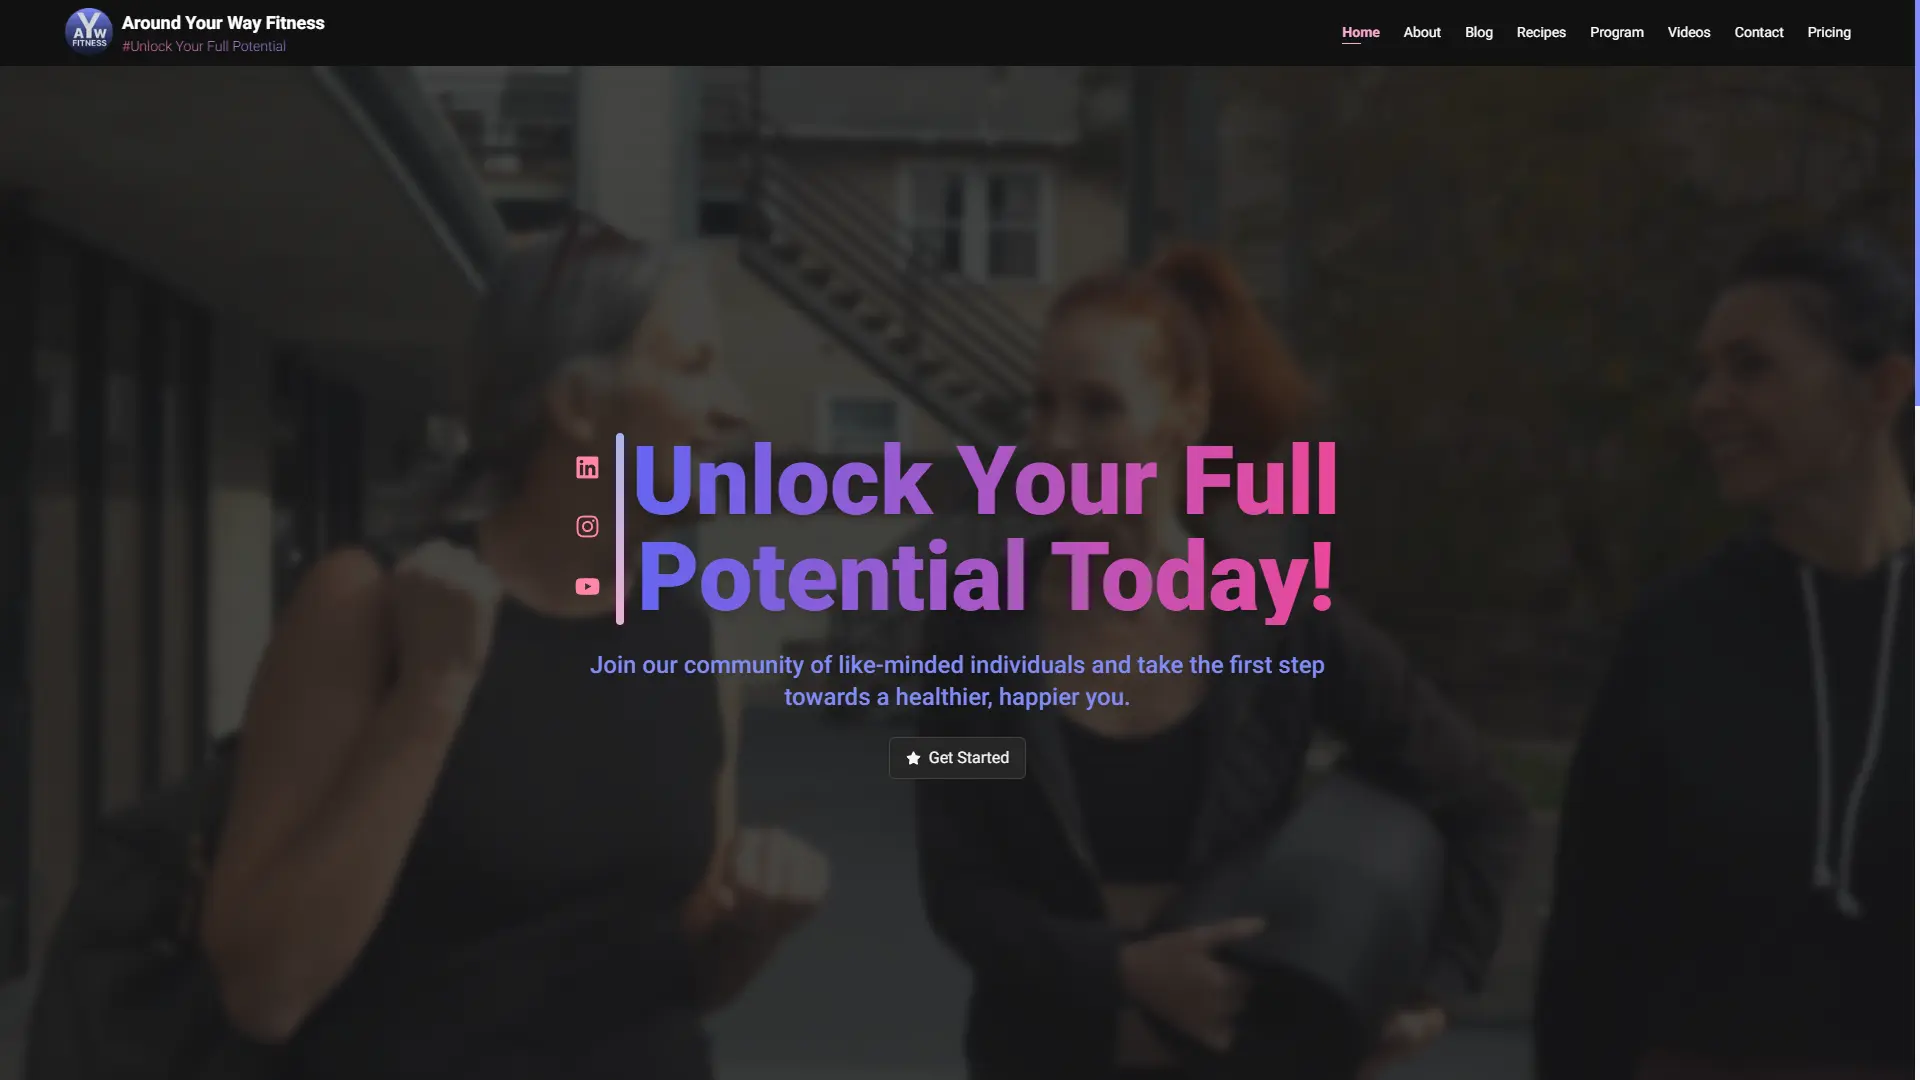 AYW
FITNESS
Around Your Way Fitness
#Unlock Your Full Potential
Home
About
Blog
Recipes
Program
Videos
Contact
Pricing
Unlock Your Full
Potential Today!
Join our community of like-minded individuals and take the first step
towards a healthier, happier you.
Get Started